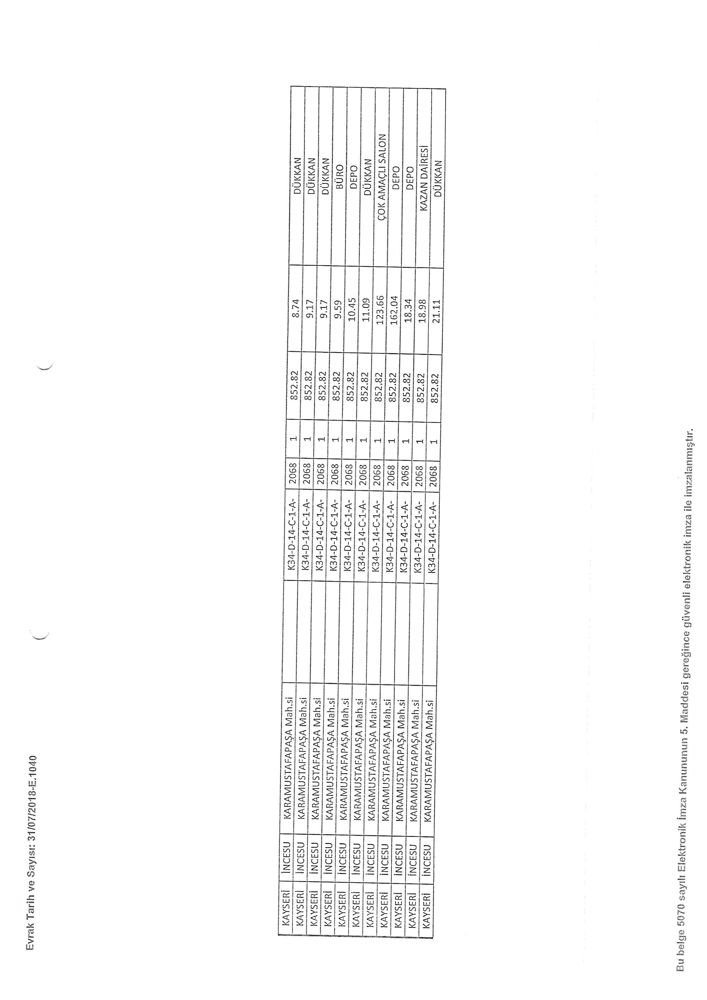 Evrak Tarih ve Sayısı: 31/07/2018-E.1040
KAYSERİ İNCESU KARAMUSTAFAPAŞA Mah.si K34-D-14-C-1-A- 2068 1 852.82 8.74 DÜKKAN
KAYSERİ İNCESU KARAMUSTAFAPAŞA Mah.si K34-D-14-C-1-A- 2068 1 852.82 9.17 DÜKKAN
KAYSERİ İNCESU KARAMUSTAFAPAŞA Mah.si K34-D-14-C-1-A- 2068 1 852.82 9.17 DÜKKAN
KAYSERİ İNCESU KARAMUSTAFAPAŞA Mah.si K34-D-14-C-1-A- 2068 1 852.82 9.59 BÜRO
KAYSERİ İNCESU KARAMUSTAFAPAŞA Mah.si K34-D-14-C-1-A- 2068 1 852.82 10.45 DEPO
KAYSERİ İNCESU KARAMUSTAFAPAŞA Mah.si K34-D-14-C-1-A- 2068 1 852.82 11.09 DÜKKAN
KAYSERİ İNCESU KARAMUSTAFAPAŞA Mah.si K34-D-14-C-1-A- 2068 1 852.82 123.66 ÇOK AMAÇLI SALON
KAYSERİ İNCESU KARAMUSTAFAPAŞA Mah.si K34-D-14-C-1-A- 2068 1 852.82 162.04 DEPO
KAYSERİ İNCESU KARAMUSTAFAPAŞA Mah.si K34-D-14-C-1-A- 2068 1 852.82 18.34 DEPO
KAYSERİ İNCESU KARAMUSTAFAPAŞA Mah.si K34-D-14-C-1-A- 2068 1 852.82 18.98 KAZAN DAİRESİ
KAYSERİ İNCESU KARAMUSTAFAPAŞA Mah.si K34-D-14-C-1-A- 2068 1 852.82 21.11 DÜKKAN
Bu belge 5070 sayılı Elektronik İmza Kanununun 5. Maddesi gereğince güvenli elektronik imza ile imzalanmıştır.